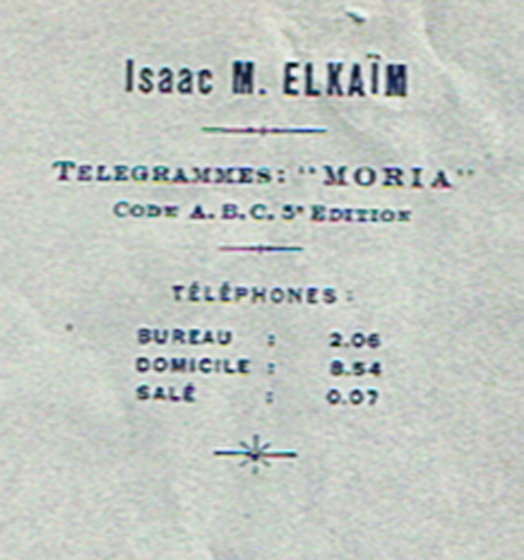 Isaac M. ELKAÏM
TELEGRAMMES: "MORIA"
CODE A. B. C. 5e EDITION
TÉLÉPHONES :
BUREAU : 2.06
DOMICILE : 8.54
SALÉ : 0.07